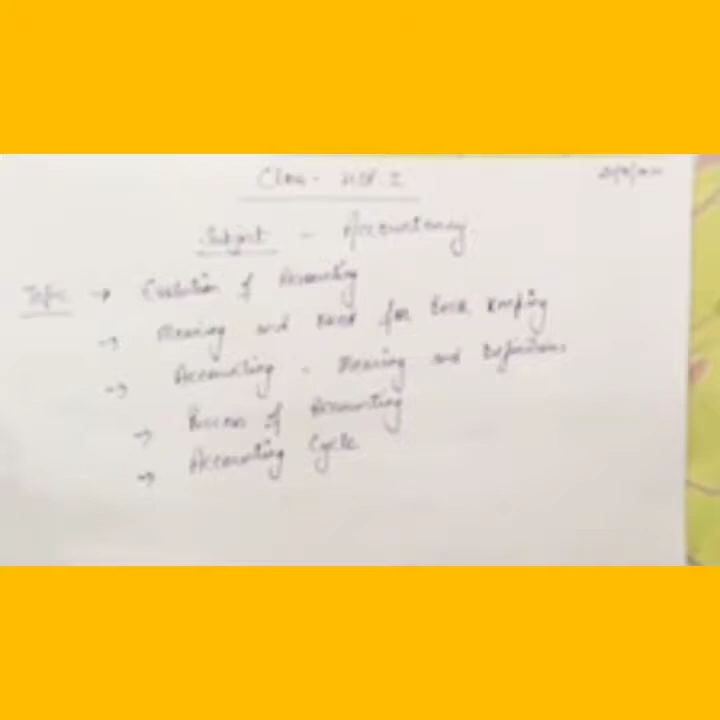 Class -
Subject - Accountancy
Topic → Evolution of Accounting
→ Meaning and Need for Book Keeping
→ Accounting - Meaning and Definitions
→ Process of Accounting
→ Accounting Cycle